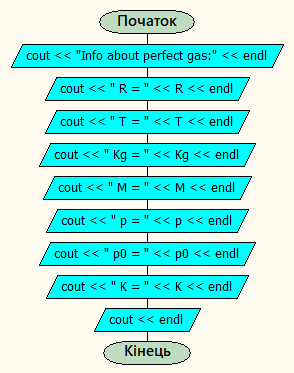 Початок
cout << "Info about perfect gas:" << endl
cout << " R = " << R << endl
cout << " T = " << T << endl
cout << " Kg = " << Kg << endl
cout << " M = " << M << endl
cout << " p = " << p << endl
cout << " p0 = " << p0 << endl
cout << " K = " << K << endl
cout << endl
Кінець